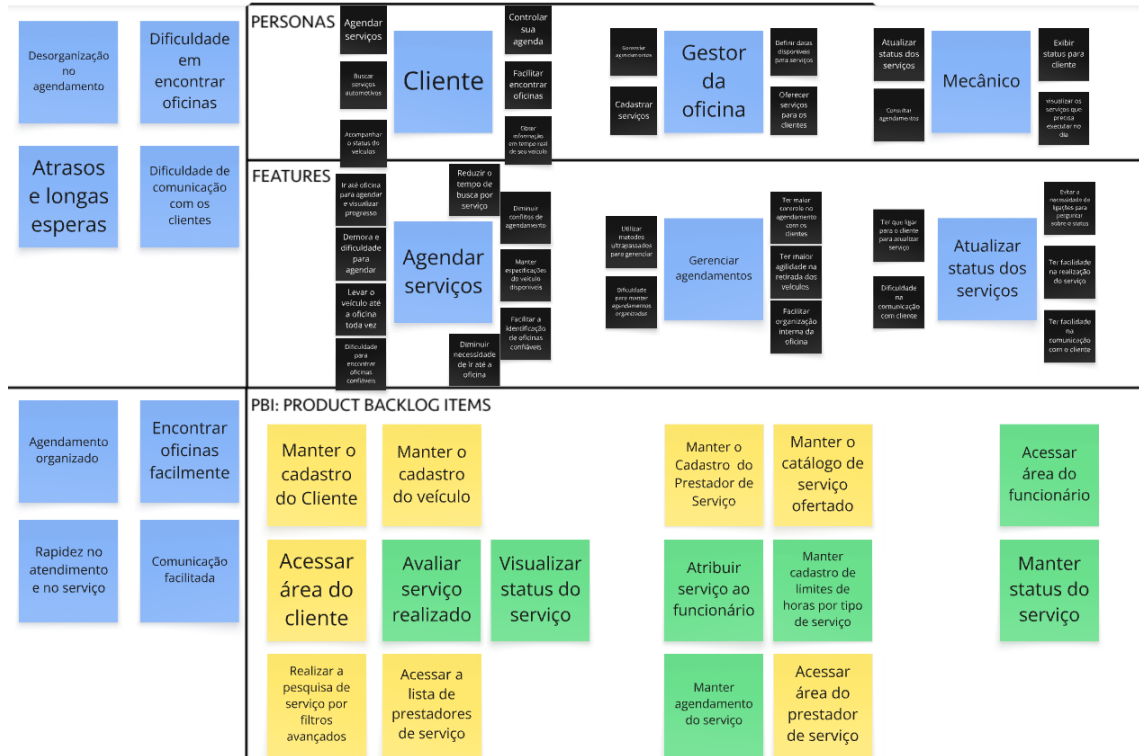 Desorganização
no
agendamento
Dificuldade
em
encontrar
oficinas
Atrasos
e longas
esperas
Dificuldade de
comunicação
com os
clientes
PERSONAS
Agendar
serviços
Buscar
serviços
automotivos
Acompanhar
o status do
veículos
Cliente
Controlar
sua
agenda
Facilitar
encontrar
oficinas
Obter
informação
em tempo real
de seu veículo
Gerenciar
agendamentos
Cadastrar
serviços
Gestor
da
oficina
Definir datas
disponíveis
para serviços
Oferecer
serviços
para os
clientes
Atualizar
status dos
serviços
Consultar
agendamentos
Mecânico
Exibir
status para
cliente
Visualizar os
serviços que
precisa
executar no
dia
FEATURES
Ir até oficina
para agendar
e visualizar
progresso
Demora e
dificuldade
para
agendar
Levar o
veículo até
a oficina
toda vez
Dificuldade
para
encontrar
oficinas
confiáveis
Reduzir o
tempo de
busca por
serviço
Agendar
serviços
Diminuir
conflitos de
agendamento
Manter
especificações
do veículo
disponíveis
Facilitar a
identificação
de oficinas
confiáveis
Diminuir
necessidade
de ir até a
oficina
Utilizar
metodos
ultrapassados
para gerenciar
Dificuldade
para manter
agendamentos
organizados
Gerenciar
agendamentos
Ter maior
controle no
agendamento
com os
clientes
Ter maior
agilidade na
retirada dos
veículos
Facilitar
organização
interna da
oficina
Ter que ligar
para o cliente
para atualizar
serviço
Dificuldade
na
comunicação
com cliente
Atualizar
status dos
serviços
Evitar a
necessidade de
ligações para
perguntar
sobre o status
Ter facilidade
na realização
do serviço
Ter facilidade
na
comunicação
com o cliente
Agendamento
organizado
Encontrar
oficinas
facilmente
Rapidez no
atendimento
e no serviço
Comunicação
facilitada
PBI: PRODUCT BACKLOG ITEMS
Manter o
cadastro
do Cliente
Manter o
cadastro
do veículo
Manter o
Cadastro do
Prestador de
Serviço
Manter o
catálogo de
serviço
ofertado
Acessar
área do
funcionário
Acessar
área do
cliente
Avaliar
serviço
realizado
Visualizar
status do
serviço
Atribuir
serviço ao
funcionário
Manter
cadastro de
limites de
horas por tipo
de serviço
Manter
status do
serviço
Realizar a
pesquisa de
serviço por
filtros
avançados
Acessar a
lista de
prestadores
de serviço
Manter
agendamento
do serviço
Acessar
área do
prestador
de serviço